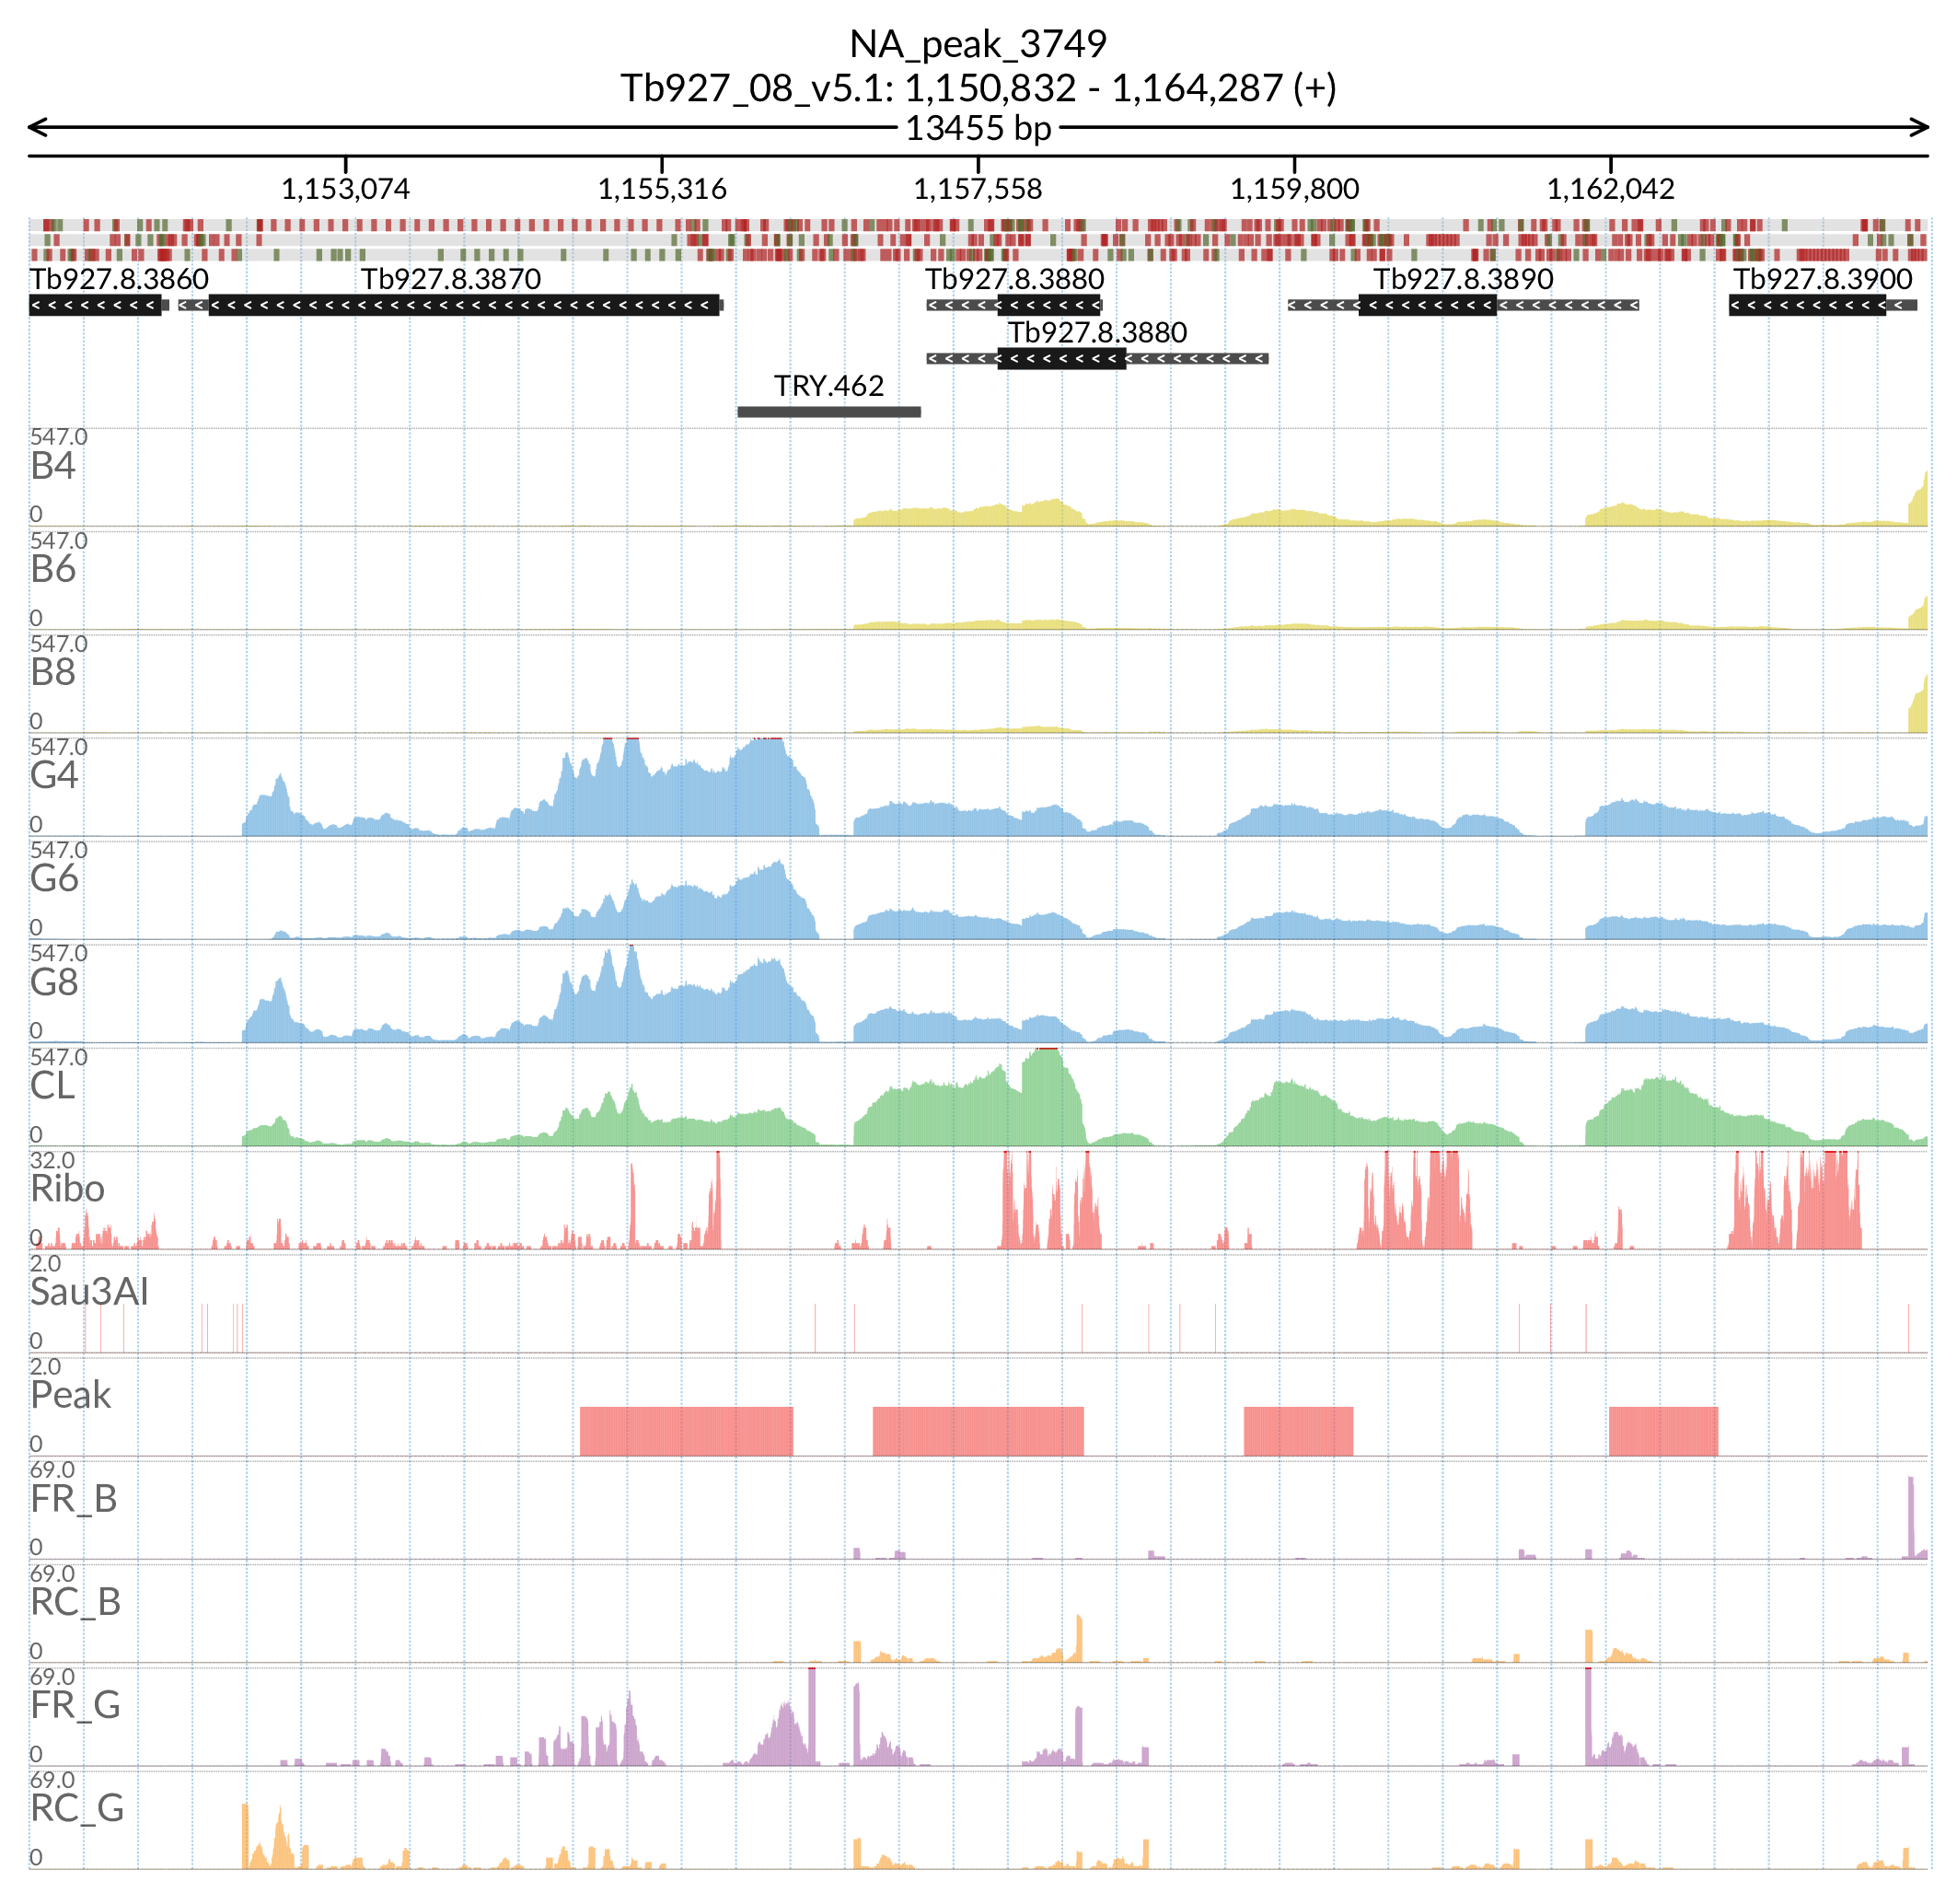 NA_peak_3749
Tb927_08_v5.1: 1,150,832 - 1,164,287 (+)
13455 bp
1,153,074 1,155,316 1,157,558 1,159,800 1,162,042
Tb927.8.3860 Tb927.8.3870 Tb927.8.3880 Tb927.8.3890 Tb927.8.3900
Tb927.8.3880
TRY.462
547.0
B4
0
547.0
B6
0
547.0
B8
0
547.0
G4
0
547.0
G6
0
547.0
G8
0
547.0
CL
0
32.0
Ribo
0
2.0
Sau3AI
0
2.0
Peak
0
69.0
FR_B
0
69.0
RC_B
0
69.0
FR_G
0
69.0
RC_G
0